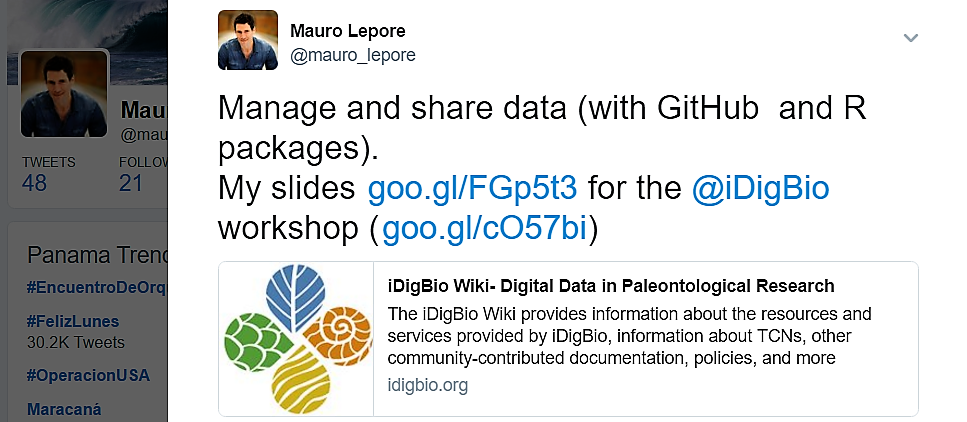 Mauro Lepore
@mauro_lepore
Manage and share data (with GitHub  and R
packages).
My slides goo.gl/FGp5t3 for the @iDigBio
workshop (goo.gl/cO57bi)
iDigBio Wiki- Digital Data in Paleontological Research
The iDigBio Wiki provides information about the resources and
services provided by iDigBio, information about TCNs, other
community-contributed documentation, policies, and more
idigbio.org
Mau
@mau
TWEETS FOLLOW
48 21
Panama Trend
#EncuentroDeOrq
#FelizLunes
30.2K Tweets
#OperacionUSA
Maracaná